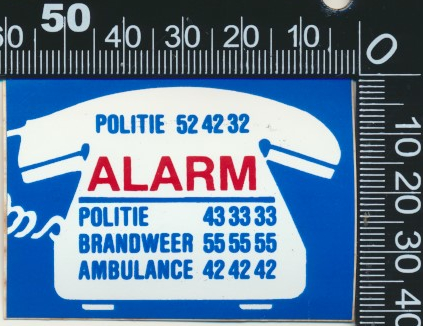 50
60 40 30 20 10 0
POLITIE 52 42 32
ALARM
POLITIE 43 33 33
BRANDWEER 55 55 55
AMBULANCE 42 42 42
10
20
30
40